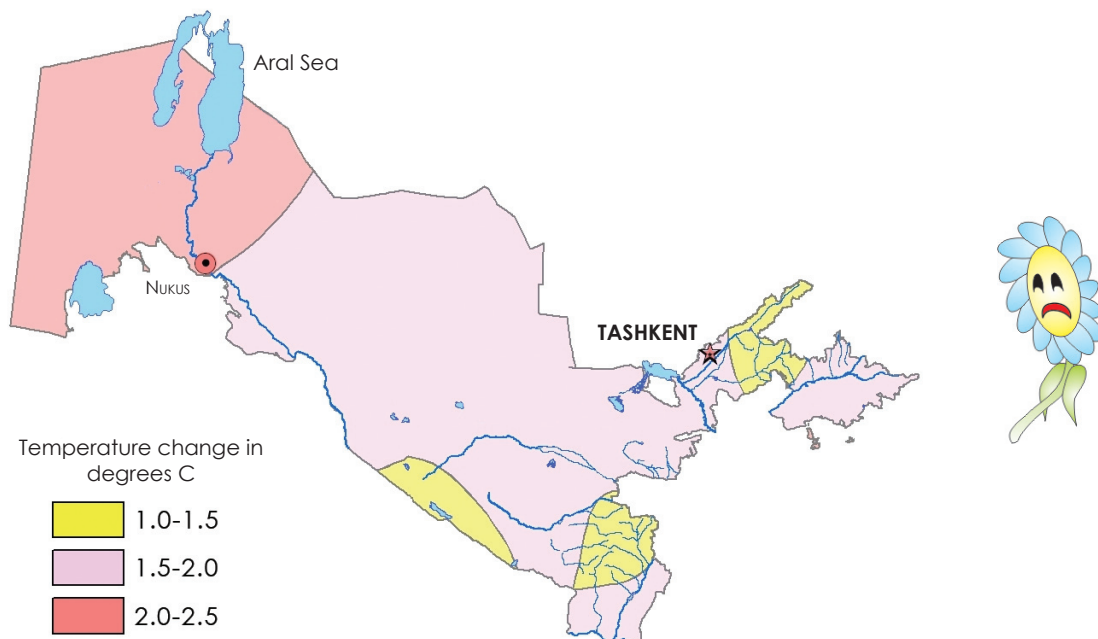 Aral Sea
Nukus
TASHKENT
Temperature change in
degrees C
1.0-1.5
1.5-2.0
2.0-2.5